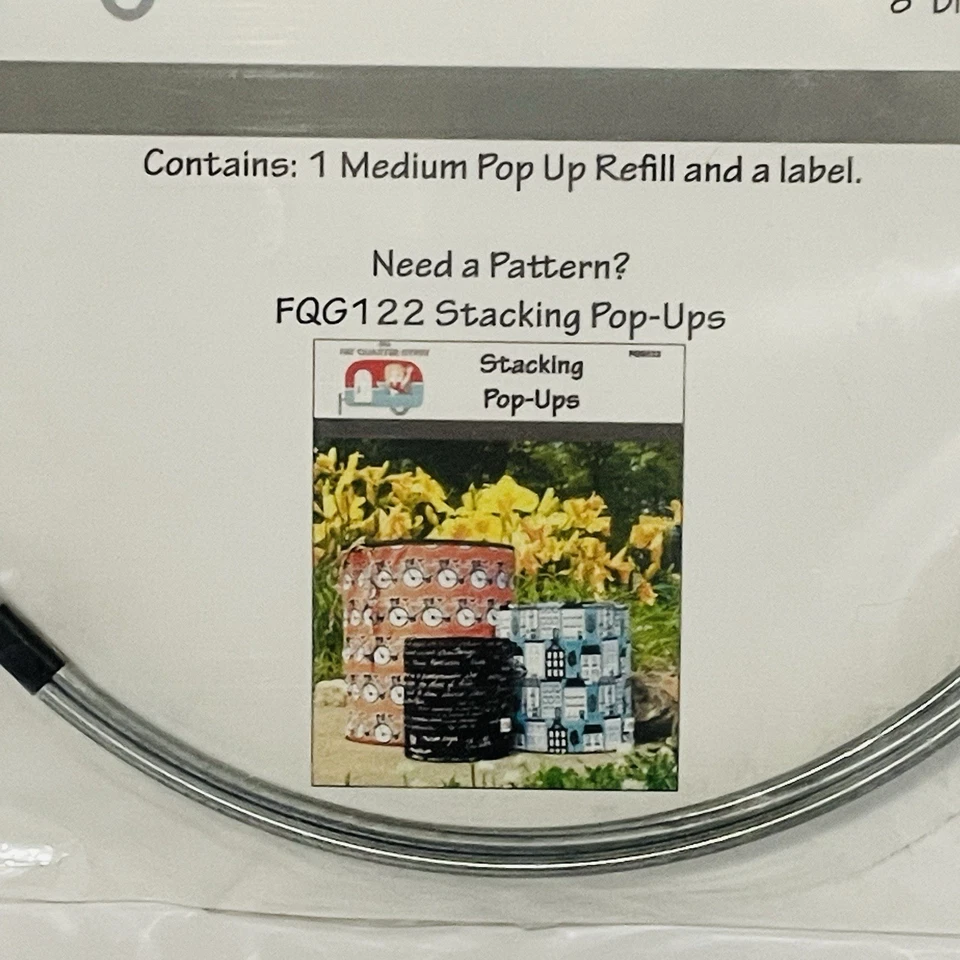 Contains: 1 Medium Pop Up Refill and a label.
Need a Pattern?
FQG122 Stacking Pop-Ups
Stacking
Pop-Ups